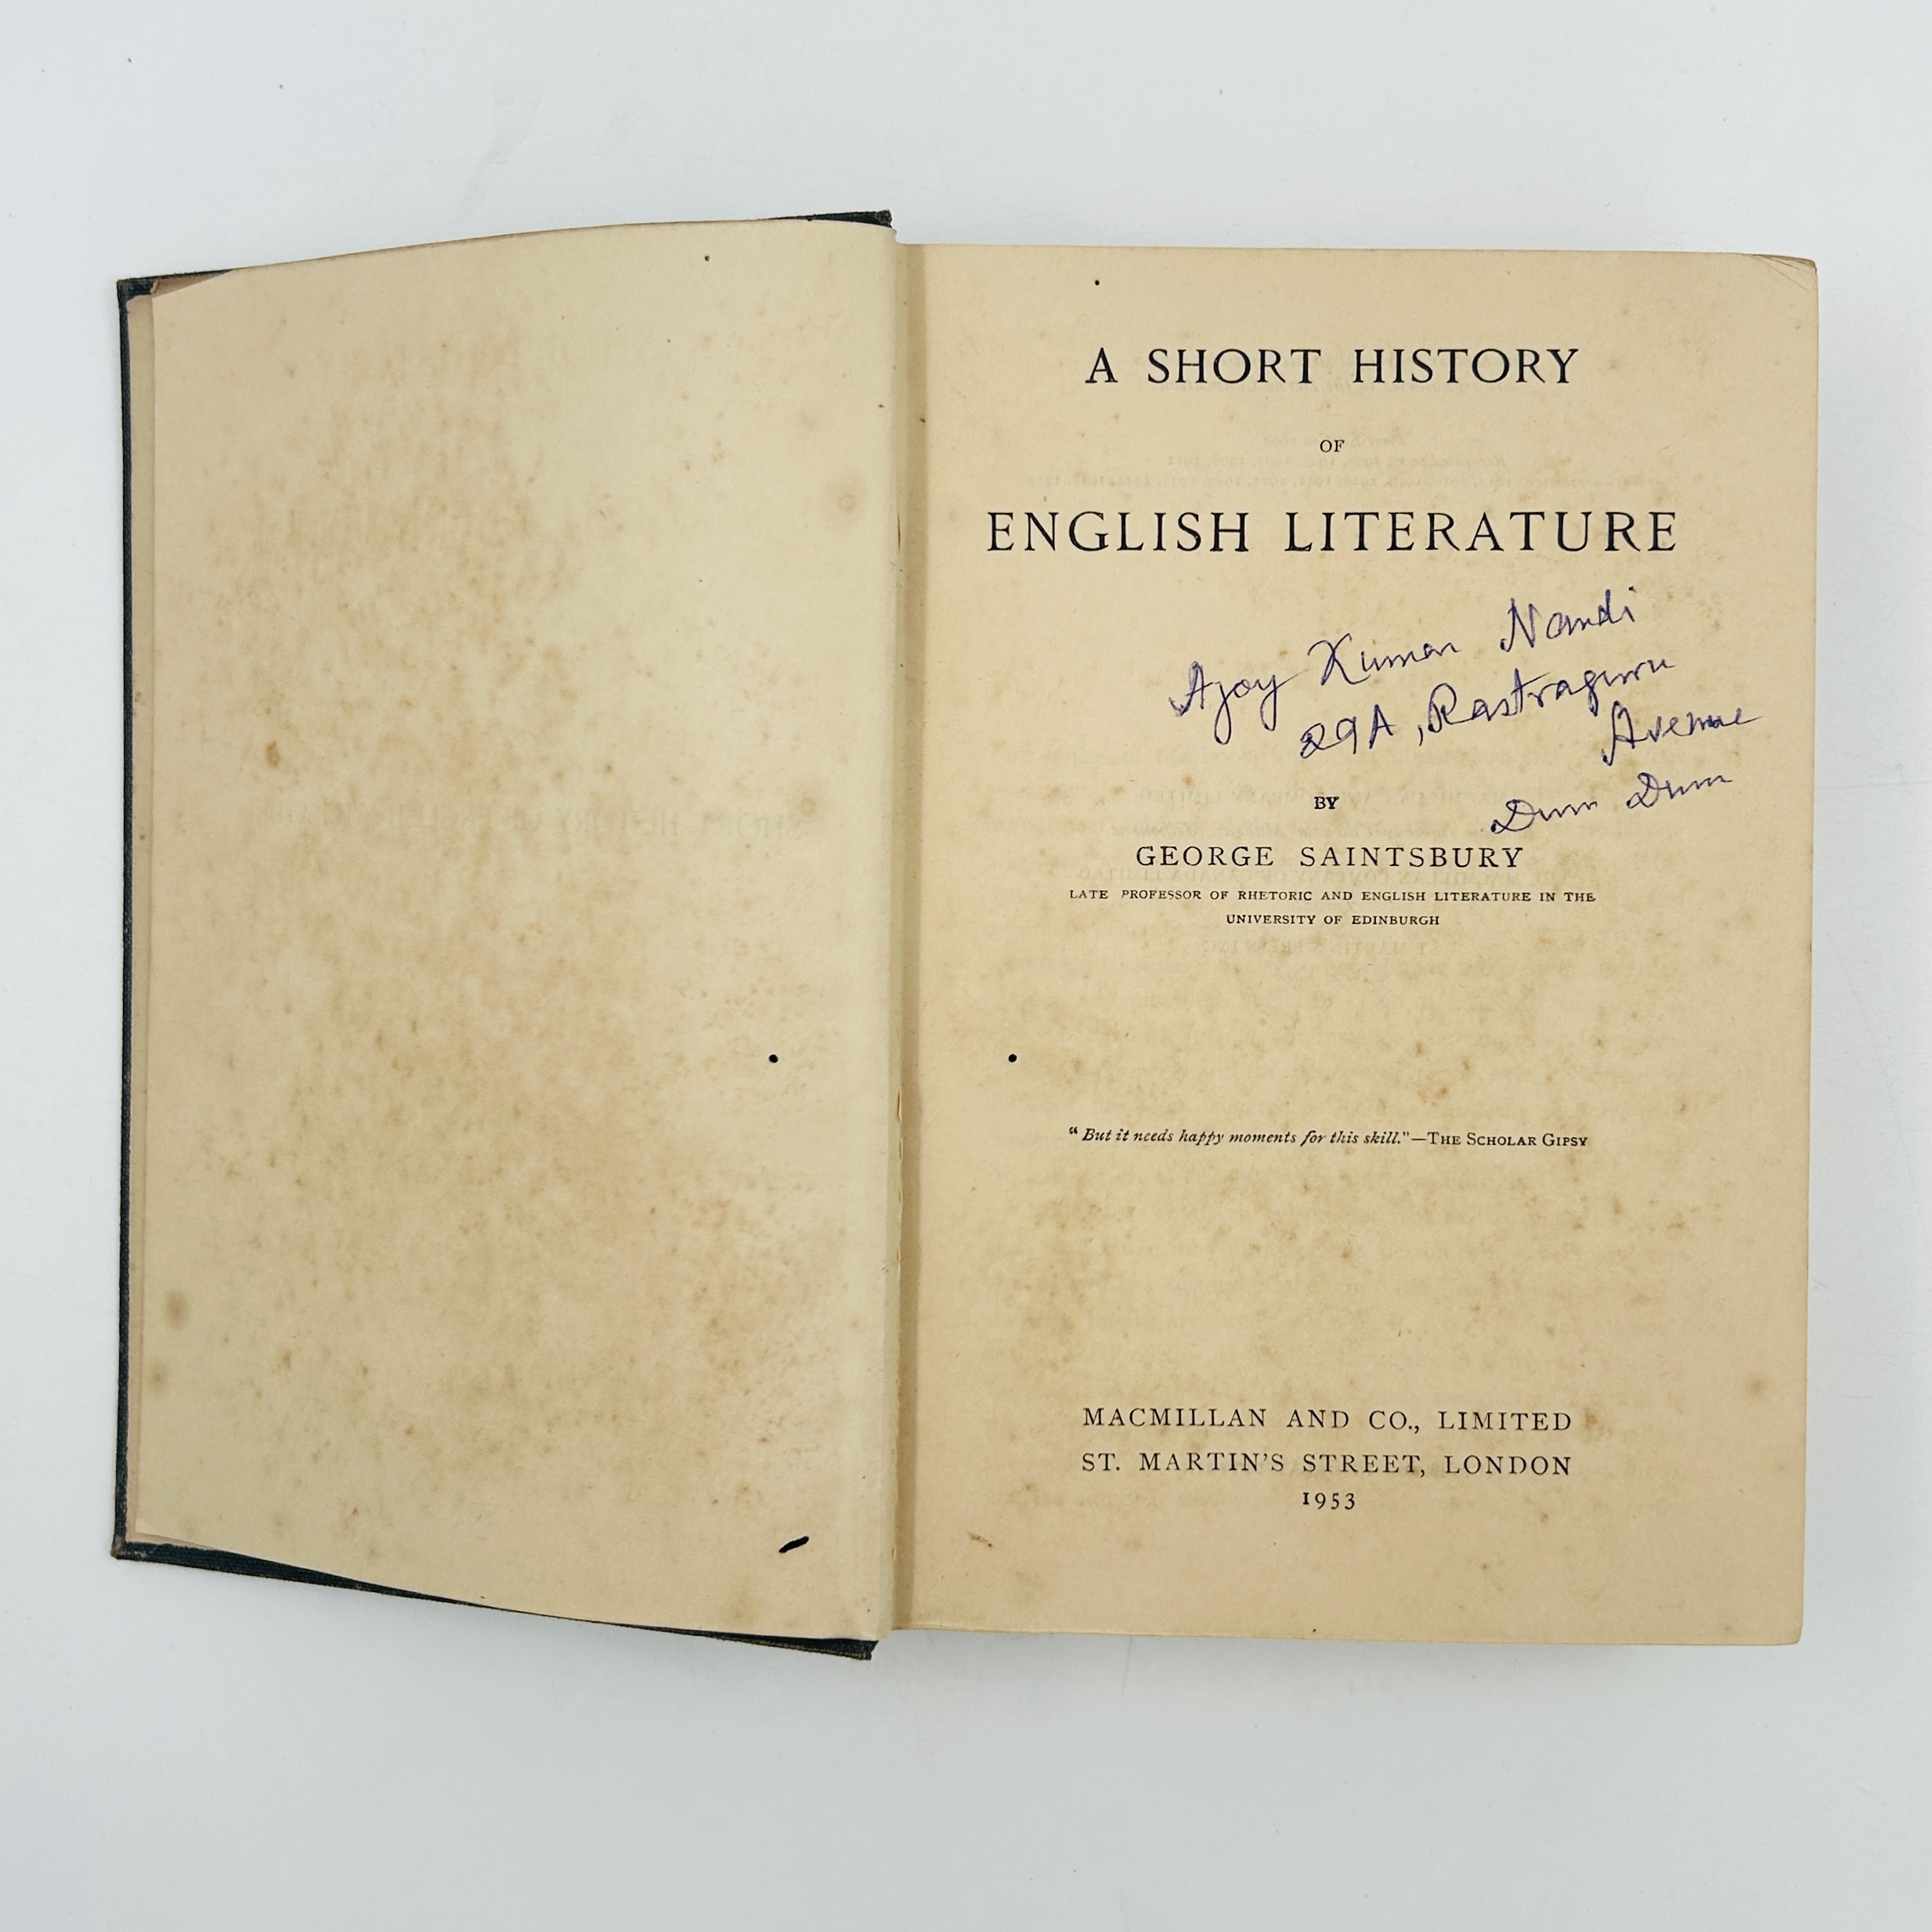 A SHORT HISTORY
OF
ENGLISH LITERATURE
Ajoy Kumar Nandi
29A, Rastraguru
Avenue
Dum Dum
BY
GEORGE SAINTSBURY
LATE PROFESSOR OF RHETORIC AND ENGLISH LITERATURE IN THE
UNIVERSITY OF EDINBURGH
"But it needs happy moments for this skill."—THE SCHOLAR GIPSY
MACMILLAN AND CO., LIMITED
ST. MARTIN'S STREET, LONDON
1953